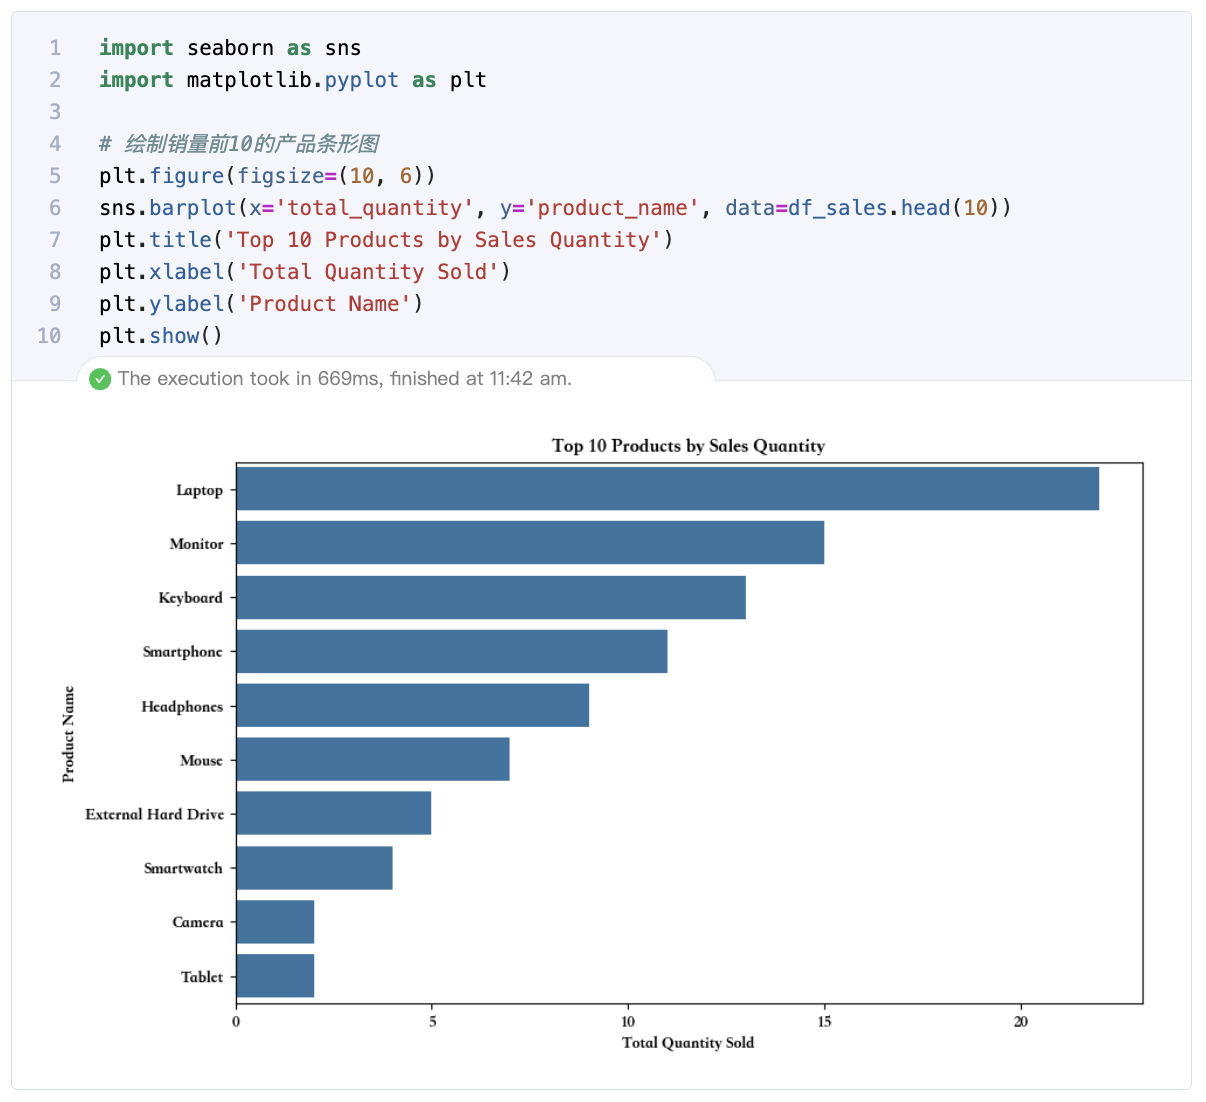 1 import seaborn as sns
2 import matplotlib.pyplot as plt
3
4 # 绘制销量前10的产品条形图
5 plt.figure(figsize=(10, 6))
6 sns.barplot(x='total_quantity', y='product_name', data=df_sales.head(10))
7 plt.title('Top 10 Products by Sales Quantity')
8 plt.xlabel('Total Quantity Sold')
9 plt.ylabel('Product Name')
10 plt.show()
The execution took in 669ms, finished at 11:42 am.
Top 10 Products by Sales Quantity
Product Name
Laptop
Monitor
Keyboard
Smartphone
Headphones
Mouse
External Hard Drive
Smartwatch
Camera
Tablet
0 5 10 15 20
Total Quantity Sold